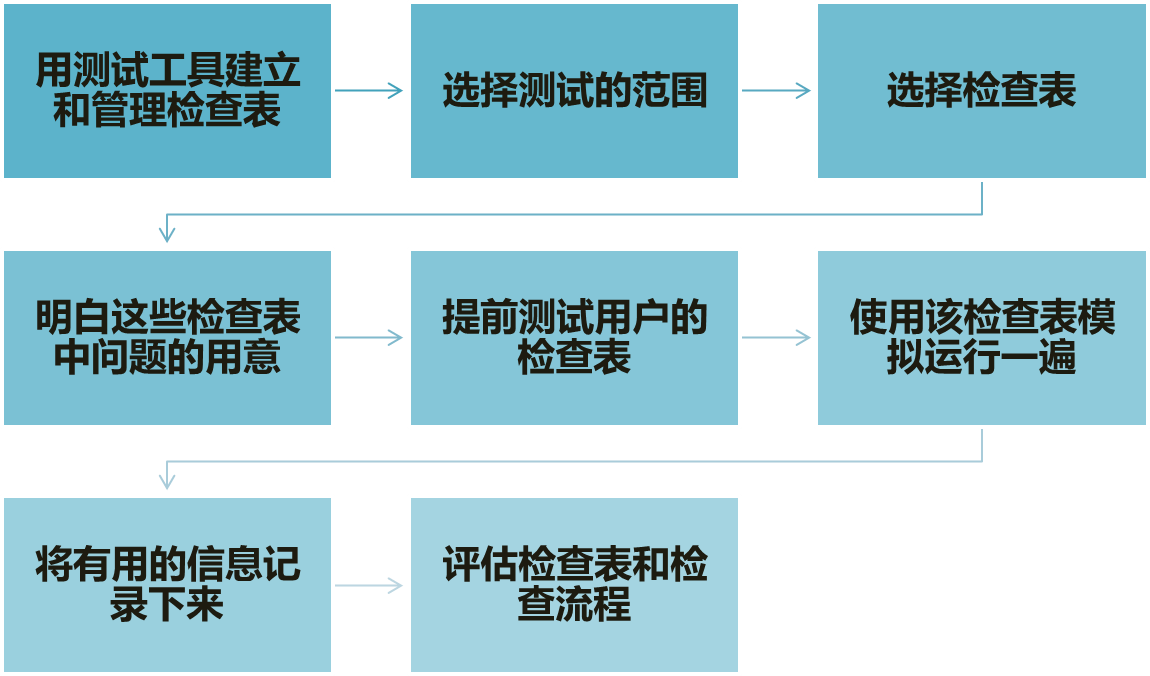 用测试工具建立
和管理检查表
选择测试的范围
选择检查表
明白这些检查表
中问题的用意
提前测试用户的
检查表
使用该检查表模
拟运行一遍
将有用的信息记
录下来
评估检查表和检
查流程